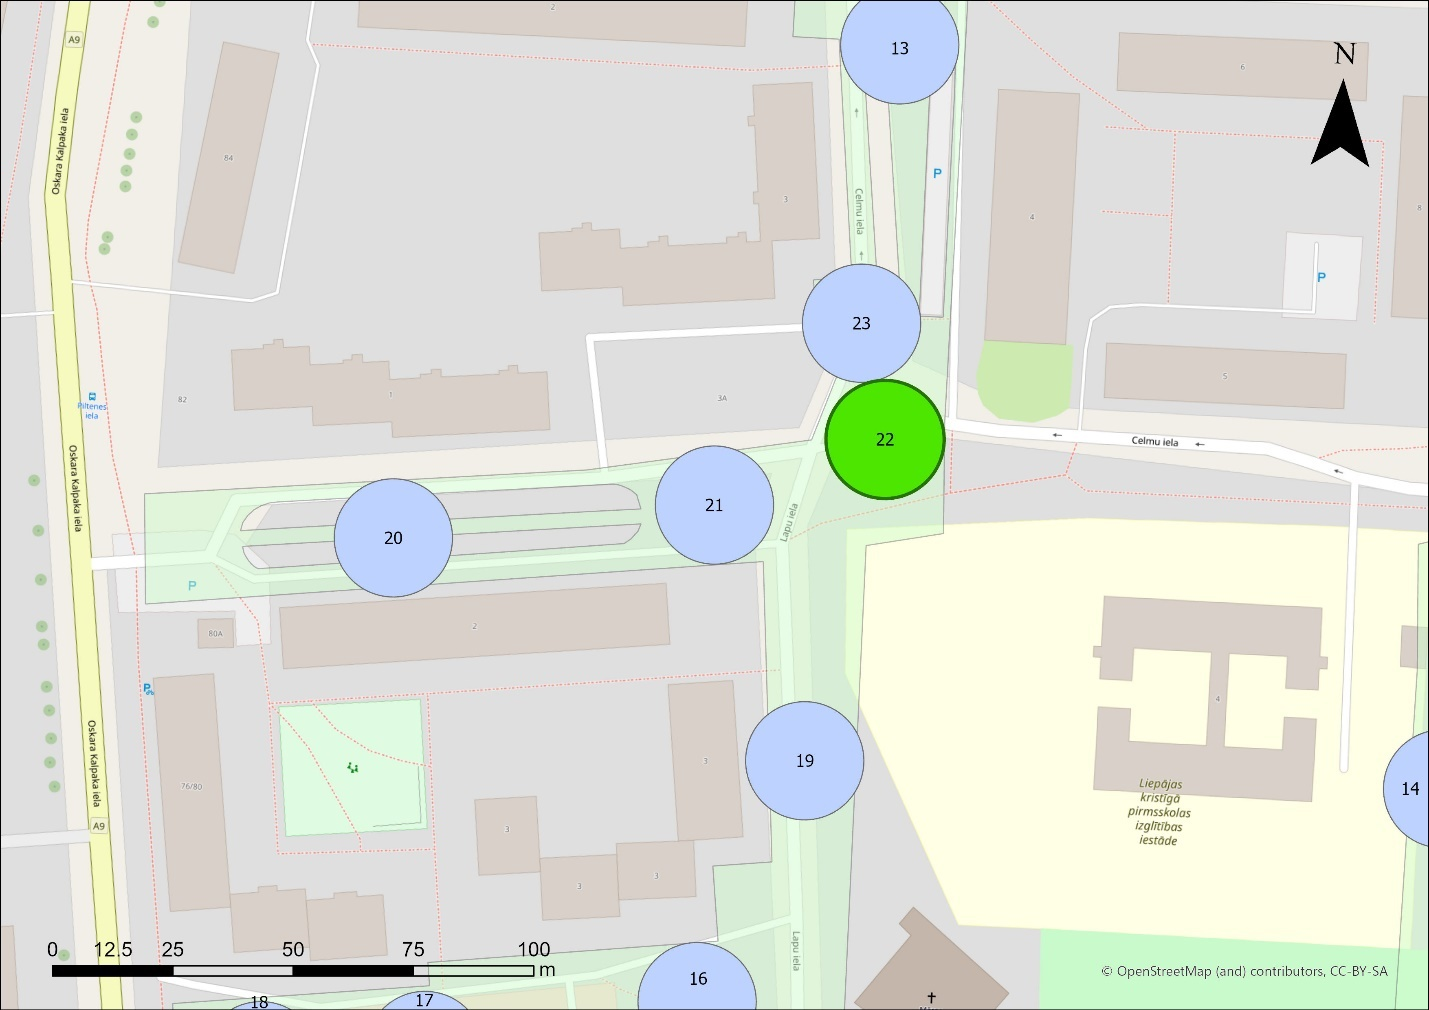 2
A9
13
N
6
Oskara Kalpaka iela
84
P
8
3
Celmu iela
4
P
23
5
1
82
3A
Piltenes
iela
22
Celmu iela
Oskara Kalpaka iela
21
20
Lapu iela
P
80A
2
P
76/80
3
19
4
Liepājas
kristīgā
pirmsskolas
izglītības
iestāde
14
Oskara Kalpaka iela
A9
3
3
3
0 12.5 25 50 75 100
m
Lapu iela
16
© OpenStreetMap (and) contributors, CC-BY-SA
18
17